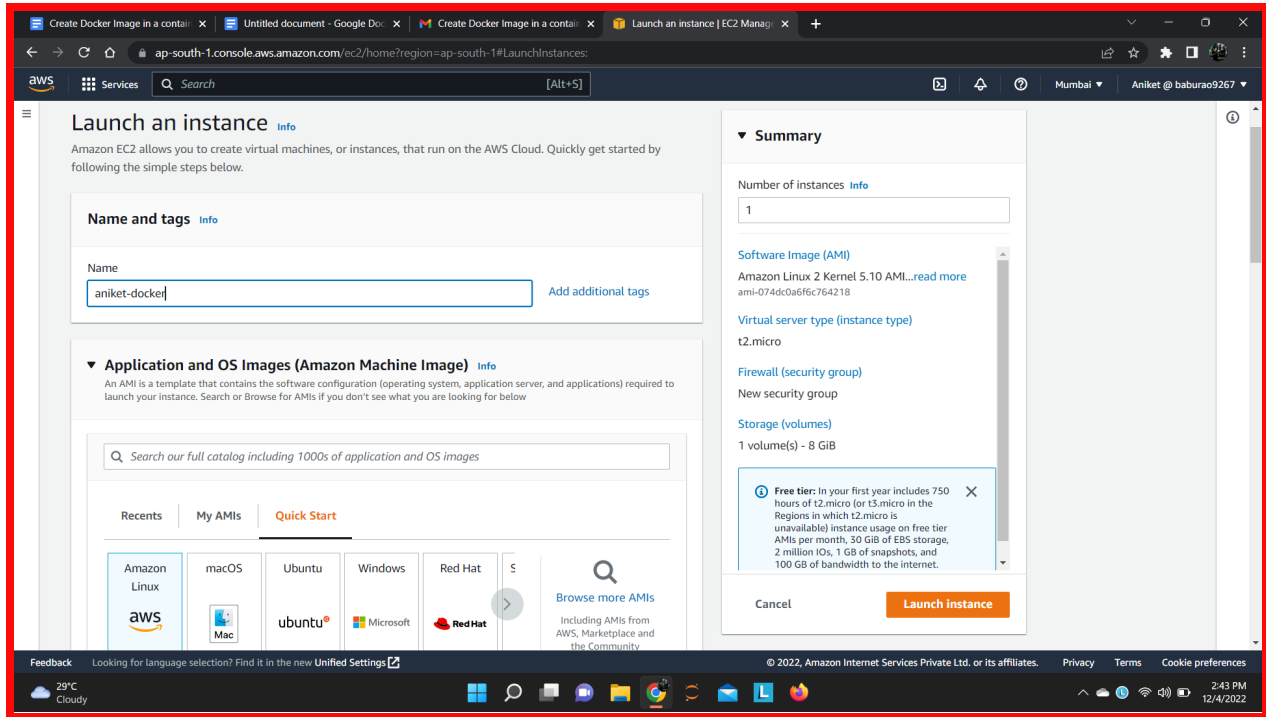 Create Docker Image in a contain
Untitled document - Google Doc
Create Docker Image in a contain
Launch an instance | EC2 Manag
ap-south-1.console.aws.amazon.com/ec2/home?region=ap-south-1#LaunchInstances:
aws
Services
Search
[Alt+S]
Mumbai
Aniket @ baburao9267
Launch an instance Info
Amazon EC2 allows you to create virtual machines, or instances, that run on the AWS Cloud. Quickly get started by
following the simple steps below.
Name and tags Info
Name
aniket-docker
Add additional tags
Application and OS Images (Amazon Machine Image) Info
An AMI is a template that contains the software configuration (operating system, application server, and applications) required to
launch your instance. Search or Browse for AMIs if you don't see what you are looking for below
Search our full catalog including 1000s of application and OS images
Recents
My AMIs
Quick Start
Amazon
Linux
aws
macOS
Mac
Ubuntu
ubuntu
Windows
Microsoft
Red Hat
Red Hat
S
Browse more AMIs
Including AMIs from
AWS, Marketplace and
the Community
Summary
Number of instances Info
1
Software Image (AMI)
Amazon Linux 2 Kernel 5.10 AMI...read more
ami-074dc0a6f6c764218
Virtual server type (instance type)
t2.micro
Firewall (security group)
New security group
Storage (volumes)
1 volume(s) - 8 GiB
Free tier: In your first year includes 750
hours of t2.micro (or t3.micro in the
Regions in which t2.micro is
unavailable) instance usage on free tier
AMIs per month, 30 GiB of EBS storage,
2 million IOs, 1 GB of snapshots, and
100 GB of bandwidth to the internet.
Cancel
Launch instance
Feedback
Looking for language selection? Find it in the new Unified Settings
© 2022, Amazon Internet Services Private Ltd. or its affiliates.
Privacy
Terms
Cookie preferences
29°C
Cloudy
L
2:43 PM
12/4/2022